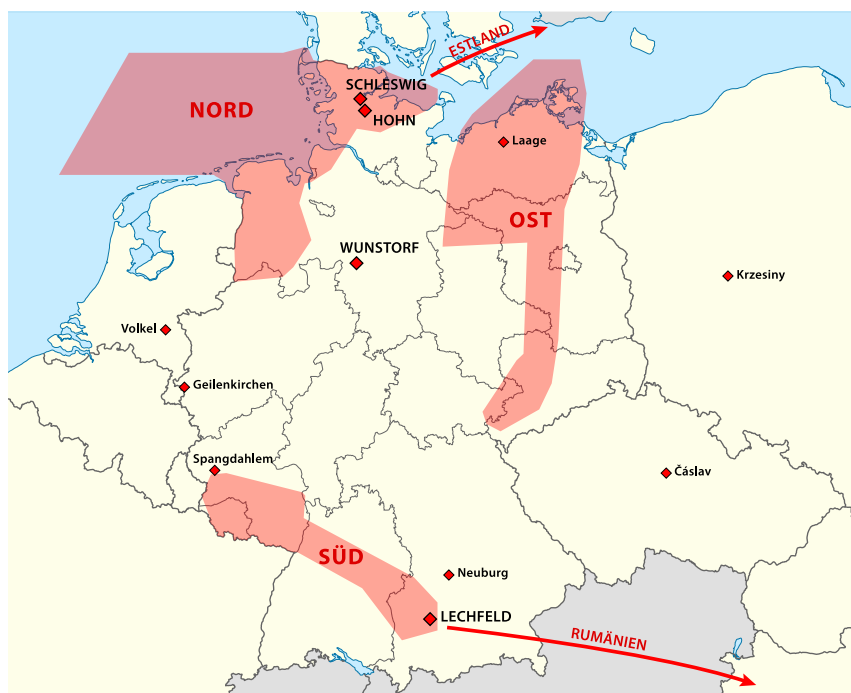 ESTLAND
SCHLESWIG
NORD
HOHN
Laage
OST
WUNSTORF
Krzesiny
Volkel
Geilenkirchen
Spangdahlem
Čáslav
SÜD
Neuburg
LECHFELD
RUMÄNIEN